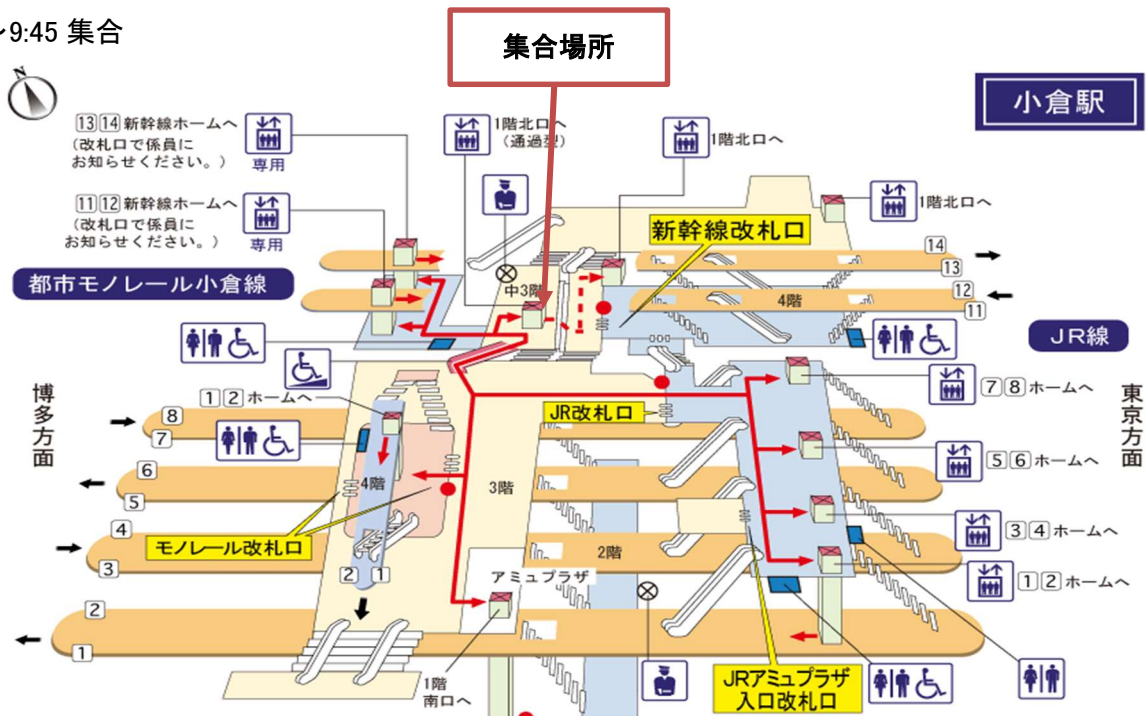 ~9:45 集合
集合場所
小倉駅
N
13 14 新幹線ホームへ
(改札口で係員に
お知らせください。)
専用
1階北口へ
(通過型)
1階北口へ
11 12 新幹線ホームへ
(改札口で係員に
お知らせください。)
専用
1階北口へ
新幹線改札口
都市モノレール小倉線
中3階
14
13
12
11
4階
JR線
博多方面
東京方面
1 2 ホームへ
JR改札口
7 8 ホームへ
8
7
6
5
4階
3階
5 6 ホームへ
4
3
モノレール改札口
2階
3 4 ホームへ
2 1
アミュプラザ
1 2 ホームへ
2
1
1階
南口へ
JRアミュプラザ
入口改札口